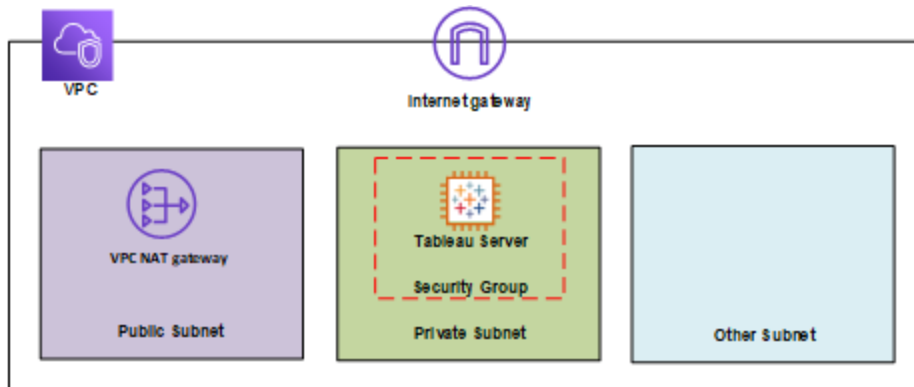 VPC
Internet gateway
VPC NAT gateway
Public Subnet
Tableau Server
Security Group
Private Subnet
Other Subnet